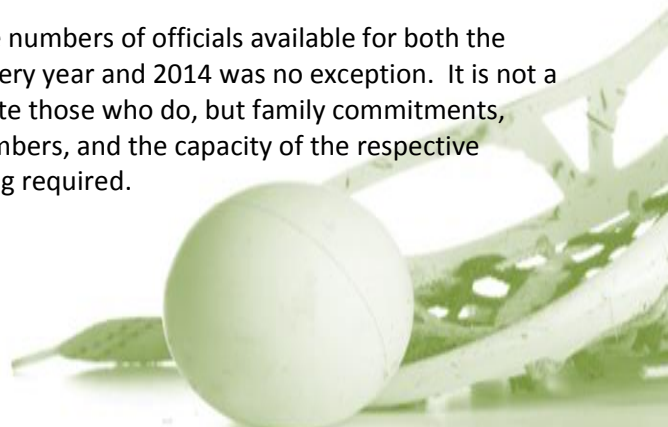 numbers of officials available for both the
ery year and 2014 was no exception.  It is not a
te those who do, but family commitments,
mbers, and the capacity of the respective
g required.